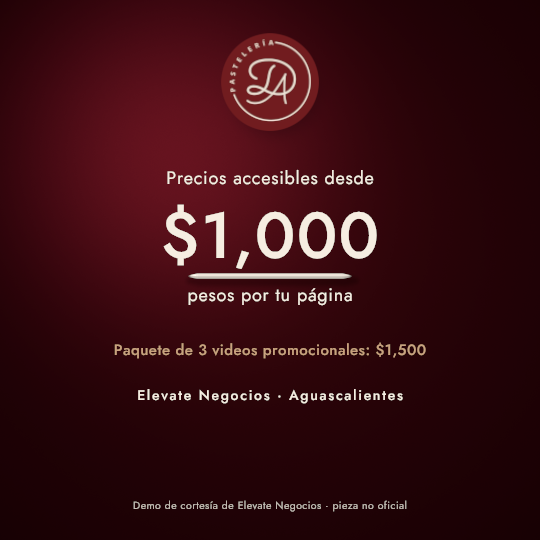 PASTELERÍA
DA
Precios accesibles desde
$1,000
pesos por tu página
Paquete de 3 videos promocionales: $1,500
Elevate Negocios · Aguascalientes
Demo de cortesía de Elevate Negocios · pieza no oficial